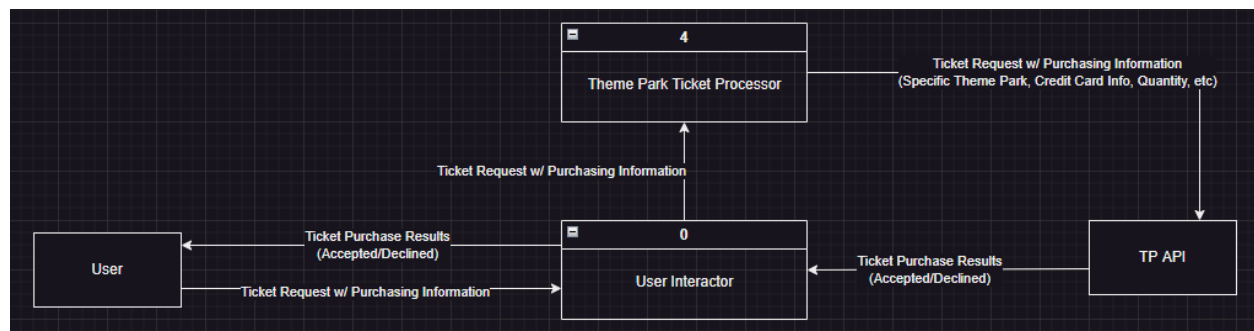 4
Theme Park Ticket Processor
Ticket Request w/ Purchasing Information
(Specific Theme Park, Credit Card Info, Quantity, etc)
Ticket Request w/ Purchasing Information
0
User Interactor
Ticket Purchase Results
(Accepted/Declined)
User
Ticket Request w/ Purchasing Information
Ticket Purchase Results
(Accepted/Declined)
TP API